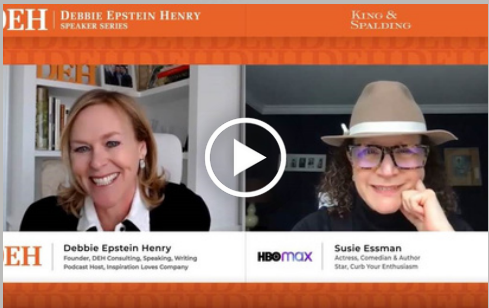 DEH DEBBIE EPSTEIN HENRY
SPEAKER SERIES
KING &
SPALDING
DEH
Debbie Epstein Henry
Founder, DEH Consulting, Speaking, Writing
Podcast Host, Inspiration Loves Company
HBOmax
Susie Essman
Actress, Comedian & Author
Star, Curb Your Enthusiasm